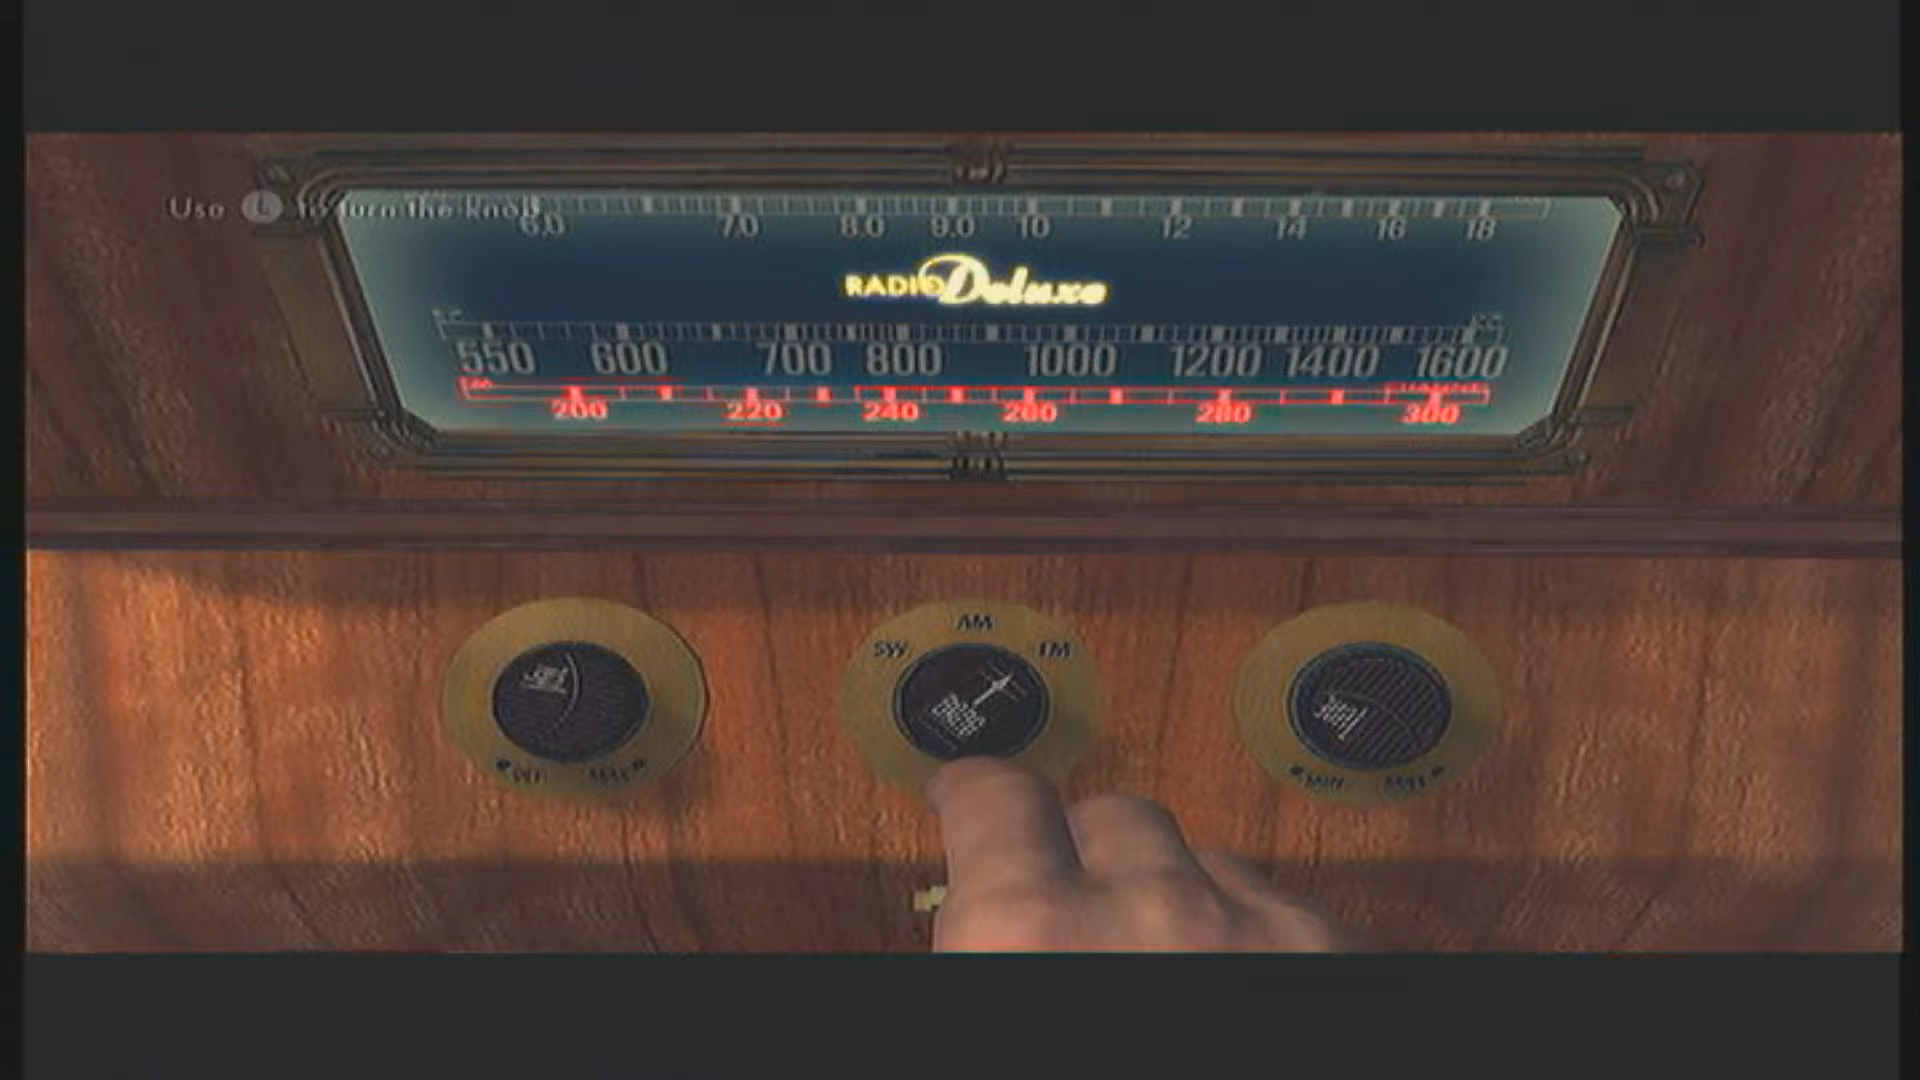 Use L to turn the knob
6.0 7.0 8.0 9.0 10 12 14 16 18
RADIO Deluxe
550 600 700 800 1000 1200 1400 1600
200 220 240 260 280 300
AM
SW FM
MAX
MIN MAX